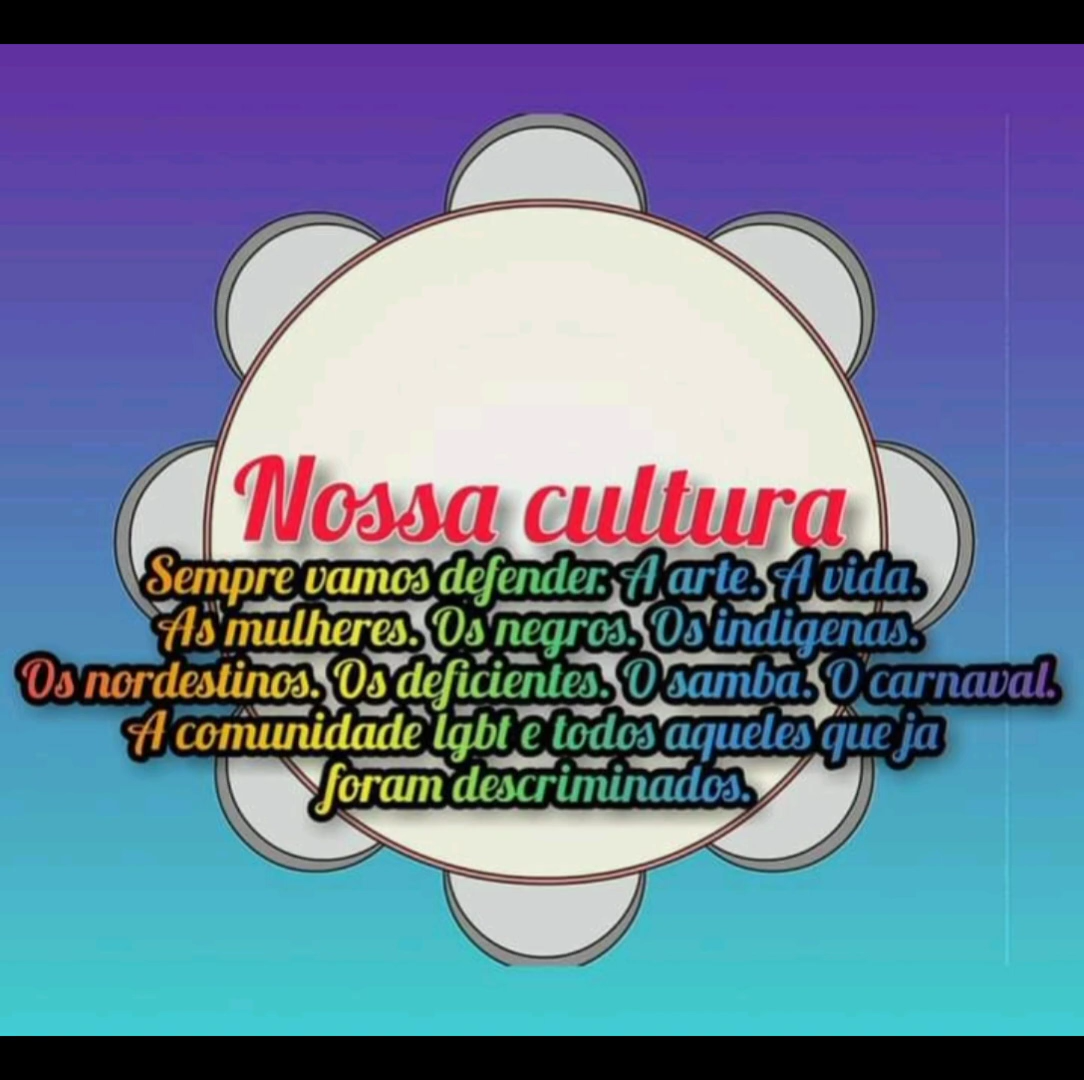 Nossa cultura
Sempre vamos defender. A arte. A vida.
As mulheres. Os negros. Os indigenas.
Os nordestinos. Os deficientes. O samba. O carnaval.
A comunidade lgbt e todos aqueles que ja
foram descriminados.